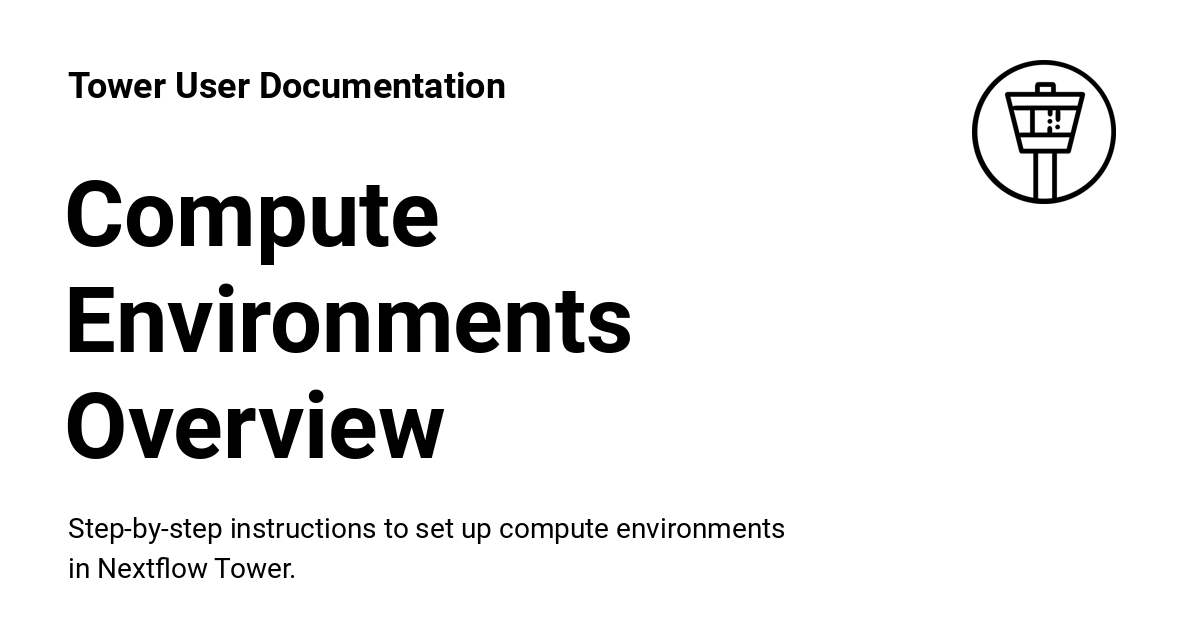 Tower User Documentation
Compute
Environments
Overview
Step-by-step instructions to set up compute environments
in Nextflow Tower.